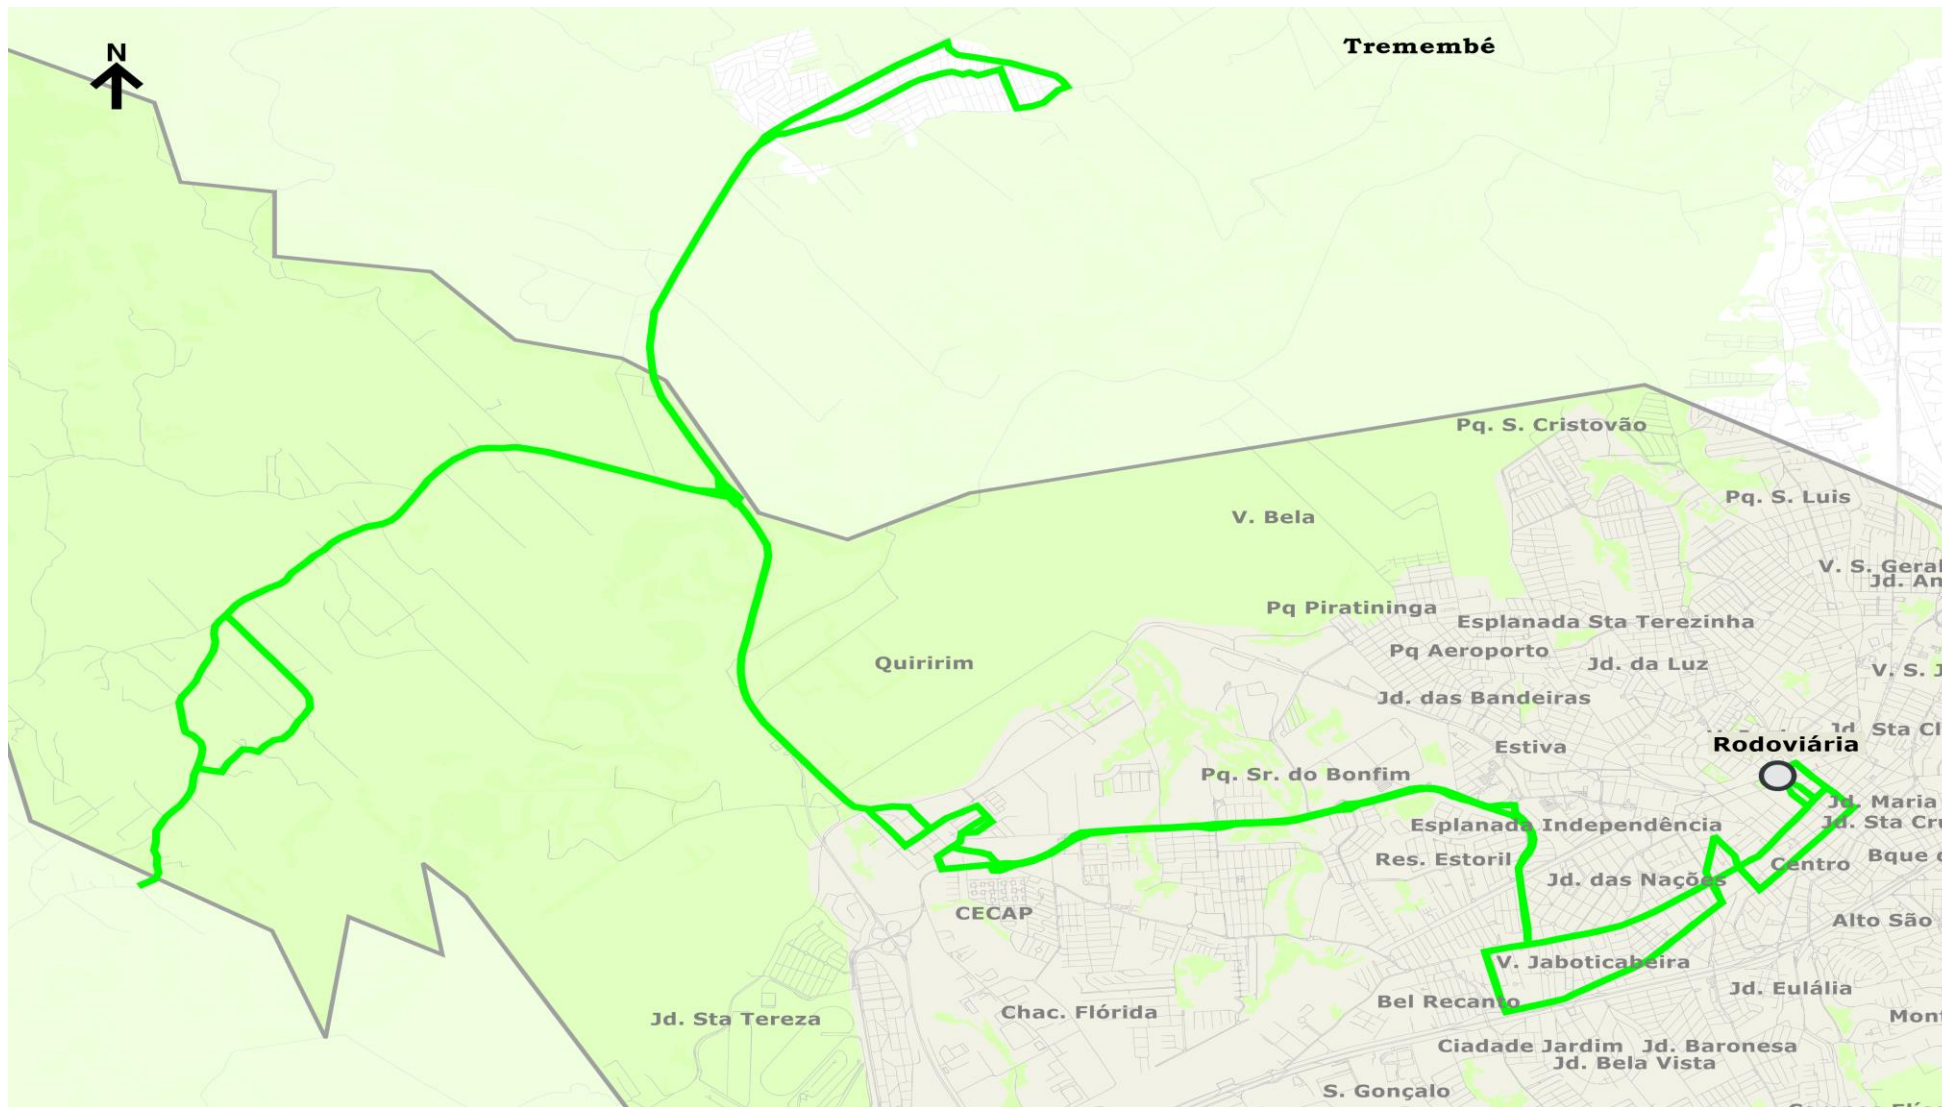 N
Tremembé
Pq. S. Cristovão
Pq. S. Luis
V. Bela
V. S. Geral
Jd. An
Pq Piratininga
Esplanada Sta Terezinha
Pq Aeroporto
Jd. da Luz
Quiririm
V. S. J
Jd. das Bandeiras
Jd. Sta Cl
Estiva
Rodoviária
Pq. Sr. do Bonfim
Jd. Maria
Esplanada Independência
Jd. Sta Cru
Res. Estoril
Centro
Bque
Jd. das Nações
CECAP
Alto São
V. Jaboticabeira
Jd. Eulália
Bel Recanto
Chac. Flórida
Jd. Sta Tereza
Mont
Ciadade Jardim
Jd. Baronesa
Jd. Bela Vista
S. Gonçalo